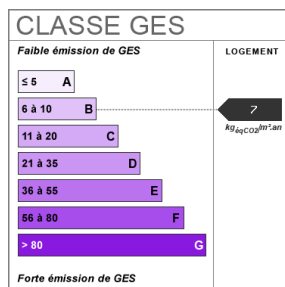 CLASSE GES
Faible émission de GES
LOGEMENT
≤ 5 A
6 à 10 B
7
kgéqCO2/m².an
11 à 20 C
21 à 35 D
36 à 55 E
56 à 80 F
> 80 G
Forte émission de GES